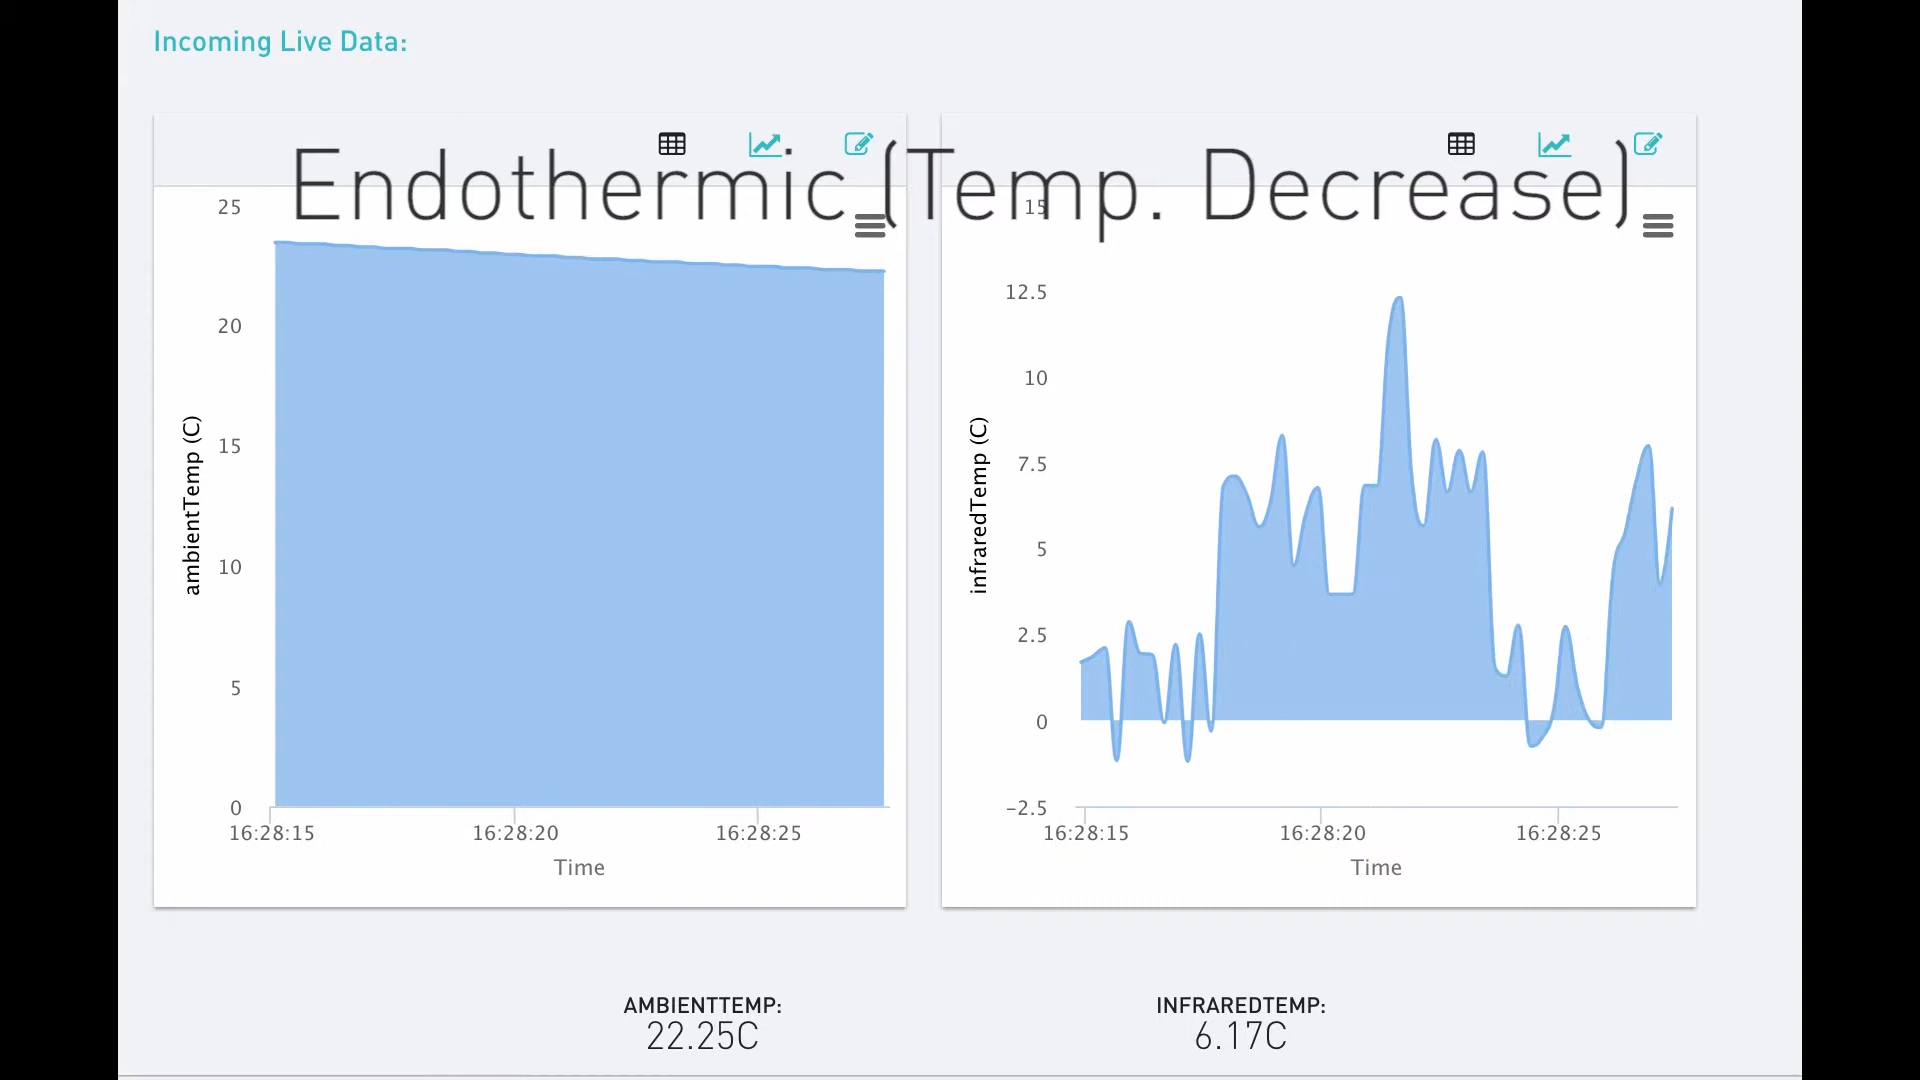 Incoming Live Data:
Endothermic (Temp. Decrease)
25
20
15
10
5
0
ambientTemp (C)
16:28:15
16:28:20
16:28:25
Time
15
12.5
10
7.5
5
2.5
0
−2.5
infraredTemp (C)
16:28:15
16:28:20
16:28:25
Time
AMBIENTTEMP:
22.25C
INFRAREDTEMP:
6.17C